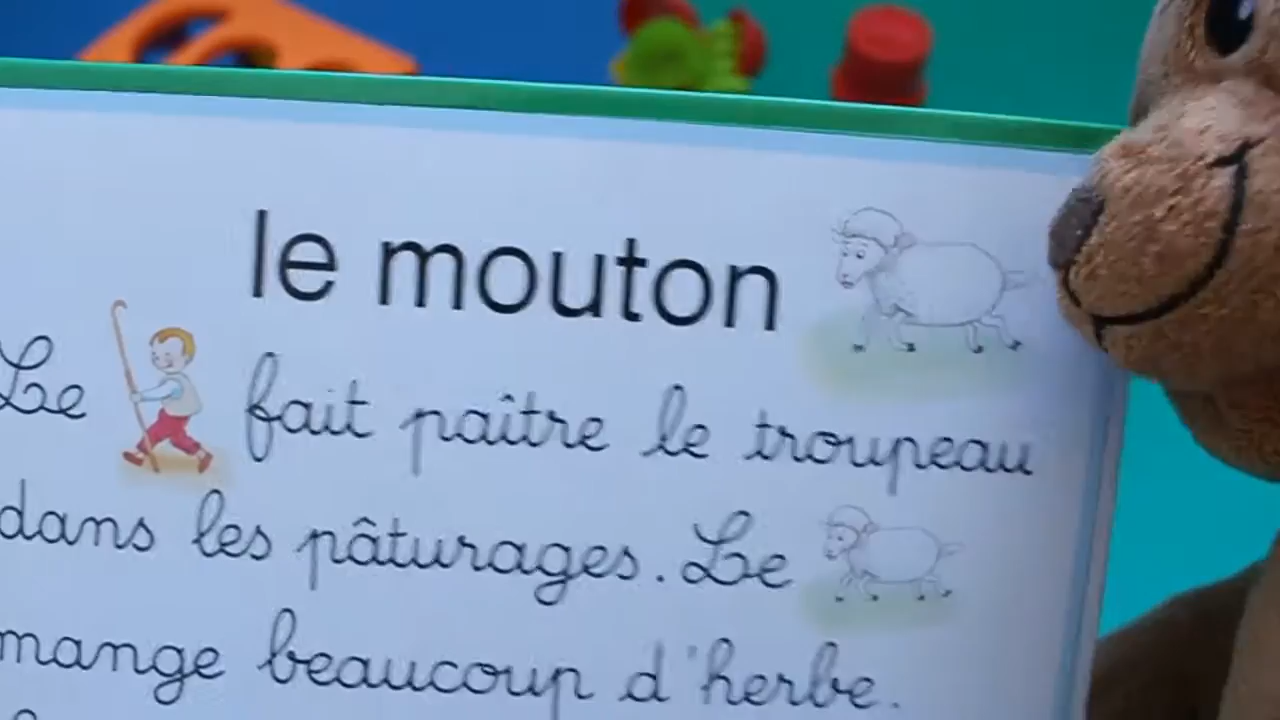 le mouton
Le fait paître le troupeau
dans les pâturages. Le
mange beaucoup d'herbe.